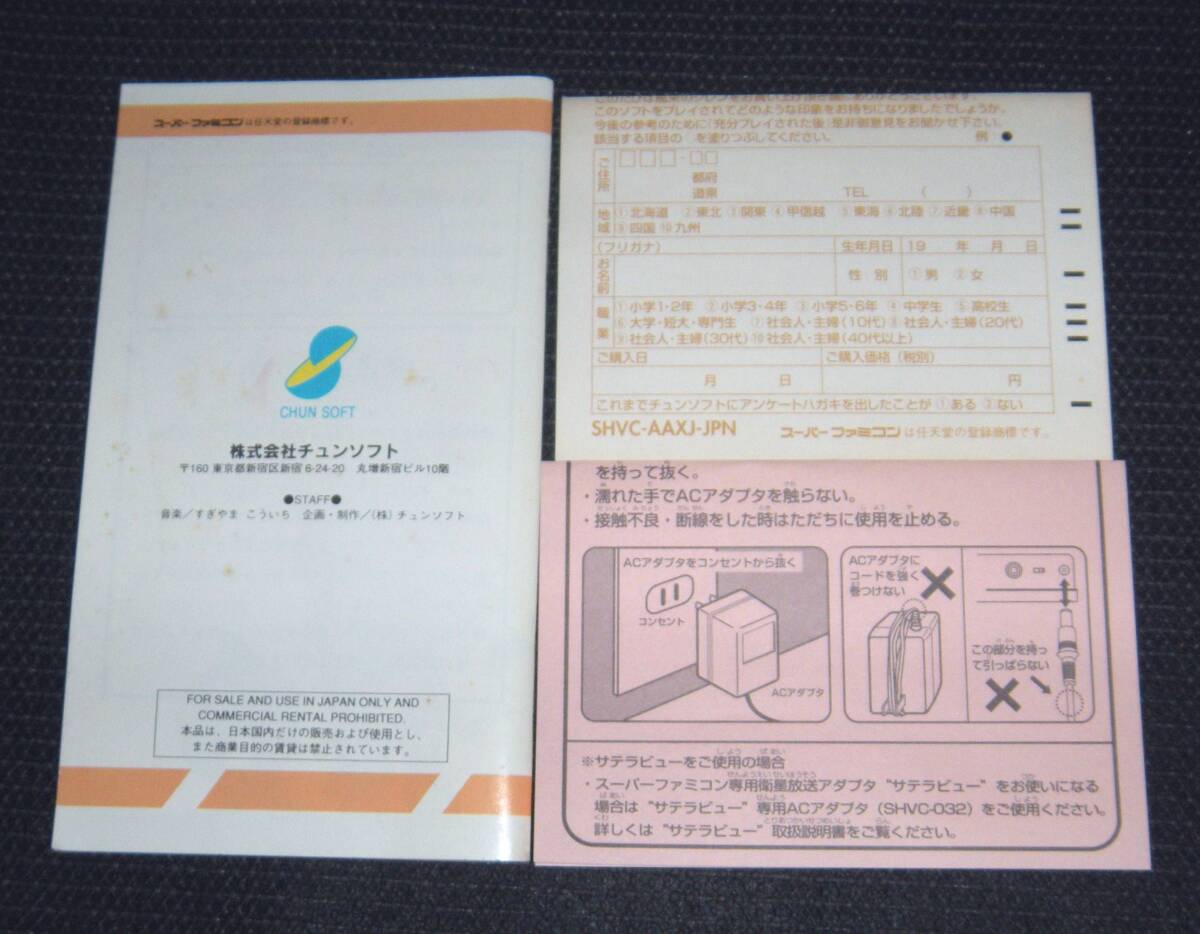 スーパーファミコンは任天堂の登録商標です。
CHUN SOFT
株式会社チュンソフト
〒160 東京都新宿区新宿6-24-20 丸増新宿ビル10階
●STAFF●
音楽/すぎやま こういち 企画・制作/(株)チュンソフト
FOR SALE AND USE IN JAPAN ONLY AND
COMMERCIAL RENTAL PROHIBITED.
本品は、日本国内だけの販売および使用とし、
また商業目的の賃貸は禁止されています。
このソフトをプレイされてどのような印象をお持ちになりましたでしょうか。
今後の参考のために(充分プレイされた後)是非御意見をお聞かせ下さい。
該当する項目の を塗りつぶしてください。 例 ●
ご住所
都府
道県 TEL ( )
地域 ①北海道 ②東北 ③関東 ④甲信越 ⑤東海 ⑥北陸 ⑦近畿 ⑧中国
⑨四国 ⑩九州
(フリガナ) 生年月日 19 年 月 日
お名前 性別 ①男 ②女
職業 ①小学1・2年 ②小学3・4年 ③小学5・6年 ④中学生 ⑤高校生
⑥大学・短大・専門生 ⑦社会人・主婦(10代) ⑧社会人・主婦(20代)
⑨社会人・主婦(30代) ⑩社会人・主婦(40代以上)
ご購入日 ご購入価格(税別)
月 日 円
これまでチュンソフトにアンケートハガキを出したことが ①ある ②ない
SHVC-AAXJ-JPN スーパーファミコンは任天堂の登録商標です。
を持って抜く。
・濡れた手でACアダプタを触らない。
・接触不良・断線をした時はただちに使用を止める。
ACアダプタをコンセントから抜く
コンセント
ACアダプタ
ACアダプタに
コードを強く
巻つけない
この部分を持っ
て引っぱらない
※サテラビューをご使用の場合
・スーパーファミコン専用衛星放送アダプタ“サテラビュー”をお使いになる
場合は“サテラビュー”専用ACアダプタ(SHVC-032)をご使用ください。
詳しくは“サテラビュー”取扱説明書をご覧ください。